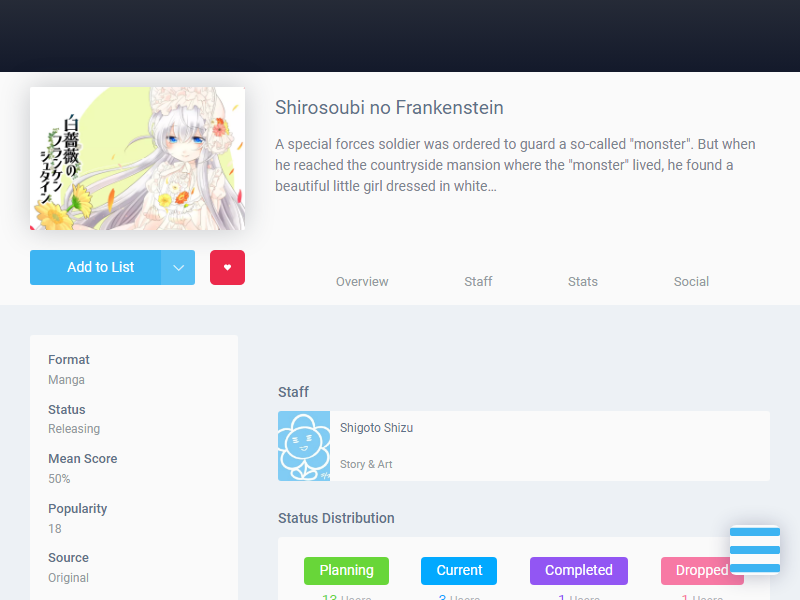 白薔薇の
フランケン
シュタイン
Shirosoubi no Frankenstein
A special forces soldier was ordered to guard a so-called "monster". But when
he reached the countryside mansion where the "monster" lived, he found a
beautiful little girl dressed in white...
Add to List
Overview
Staff
Stats
Social
Format
Manga
Status
Releasing
Mean Score
50%
Popularity
18
Source
Original
Staff
Shigoto Shizu
Story & Art
Status Distribution
Planning
Current
Completed
Dropped
13 Users
3 Users
1 Users
1 Users